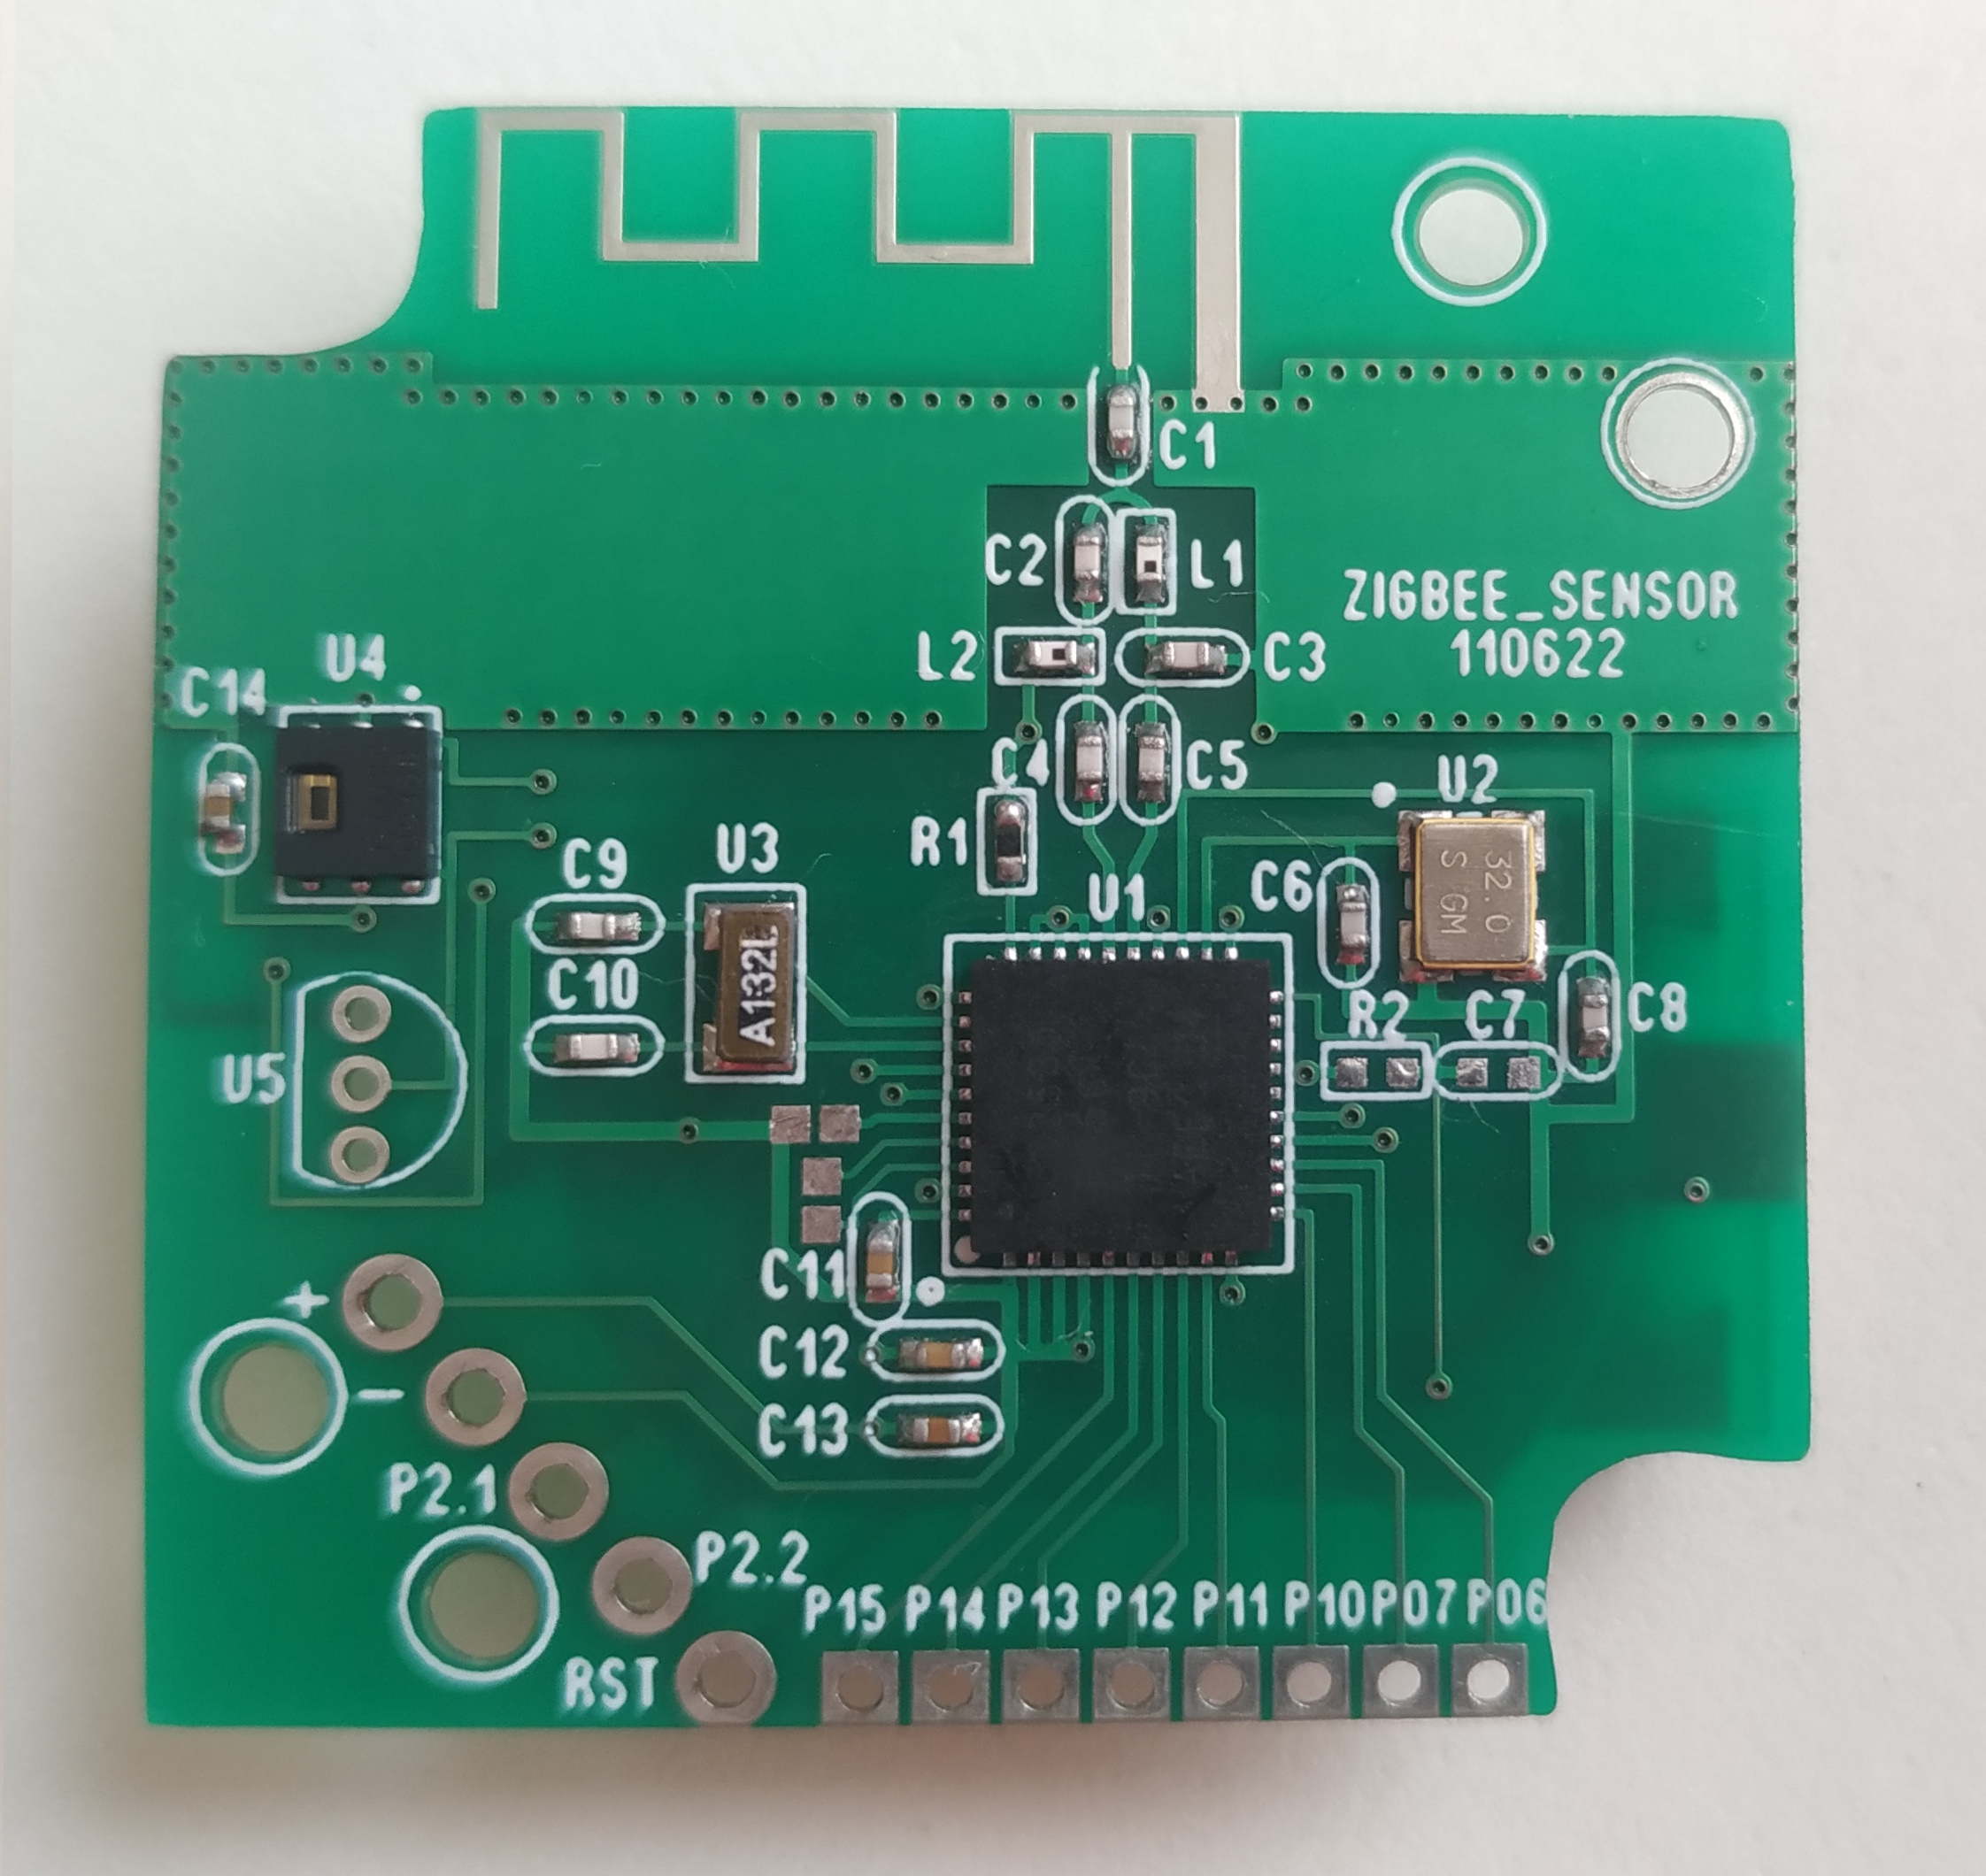 C1
C2
L1
ZIGBEE_SENSOR
110622
L2
C3
U4
C14
C4
C5
U2
R1
U3
C9
32.0
S GM
U1
C6
C10
A132L
R2
C7
C8
U5
C11
+
C12
−
C13
P2.1
P2.2
P15 P14 P13 P12 P11 P10 P07 P06
RST